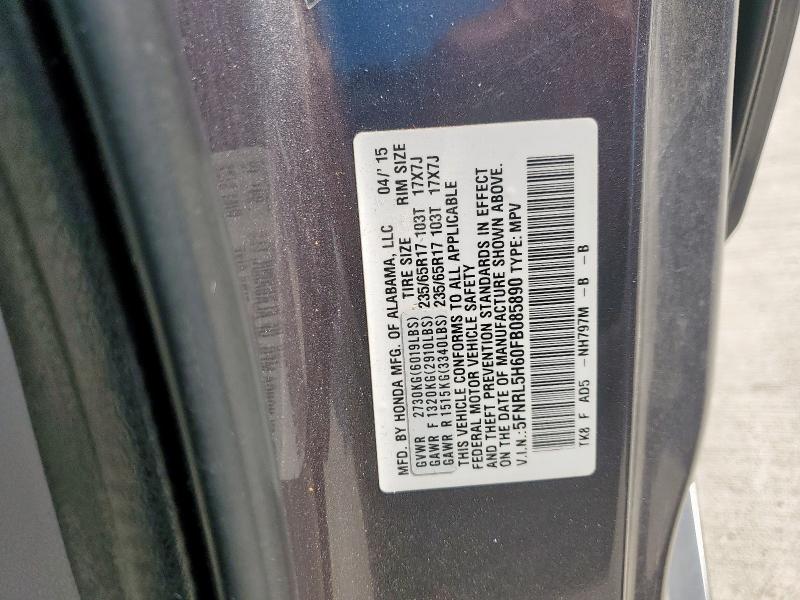 MFD. BY HONDA MFG. OF ALABAMA, LLC 04/'15
TIRE SIZE RIM SIZE
GVWR 2730KG(6019LBS)
GAWR F 1320KG(2910LBS) 235/65R17 103T 17X7J
GAWR R 1515KG(3340LBS) 235/65R17 103T 17X7J
THIS VEHICLE CONFORMS TO ALL APPLICABLE
FEDERAL MOTOR VEHICLE SAFETY
AND THEFT PREVENTION STANDARDS IN EFFECT
ON THE DATE OF MANUFACTURE SHOWN ABOVE.
V.I.N.:5FNRL5H60FB085890 TYPE: MPV
TK8 F AD5 -NH797M -B -B